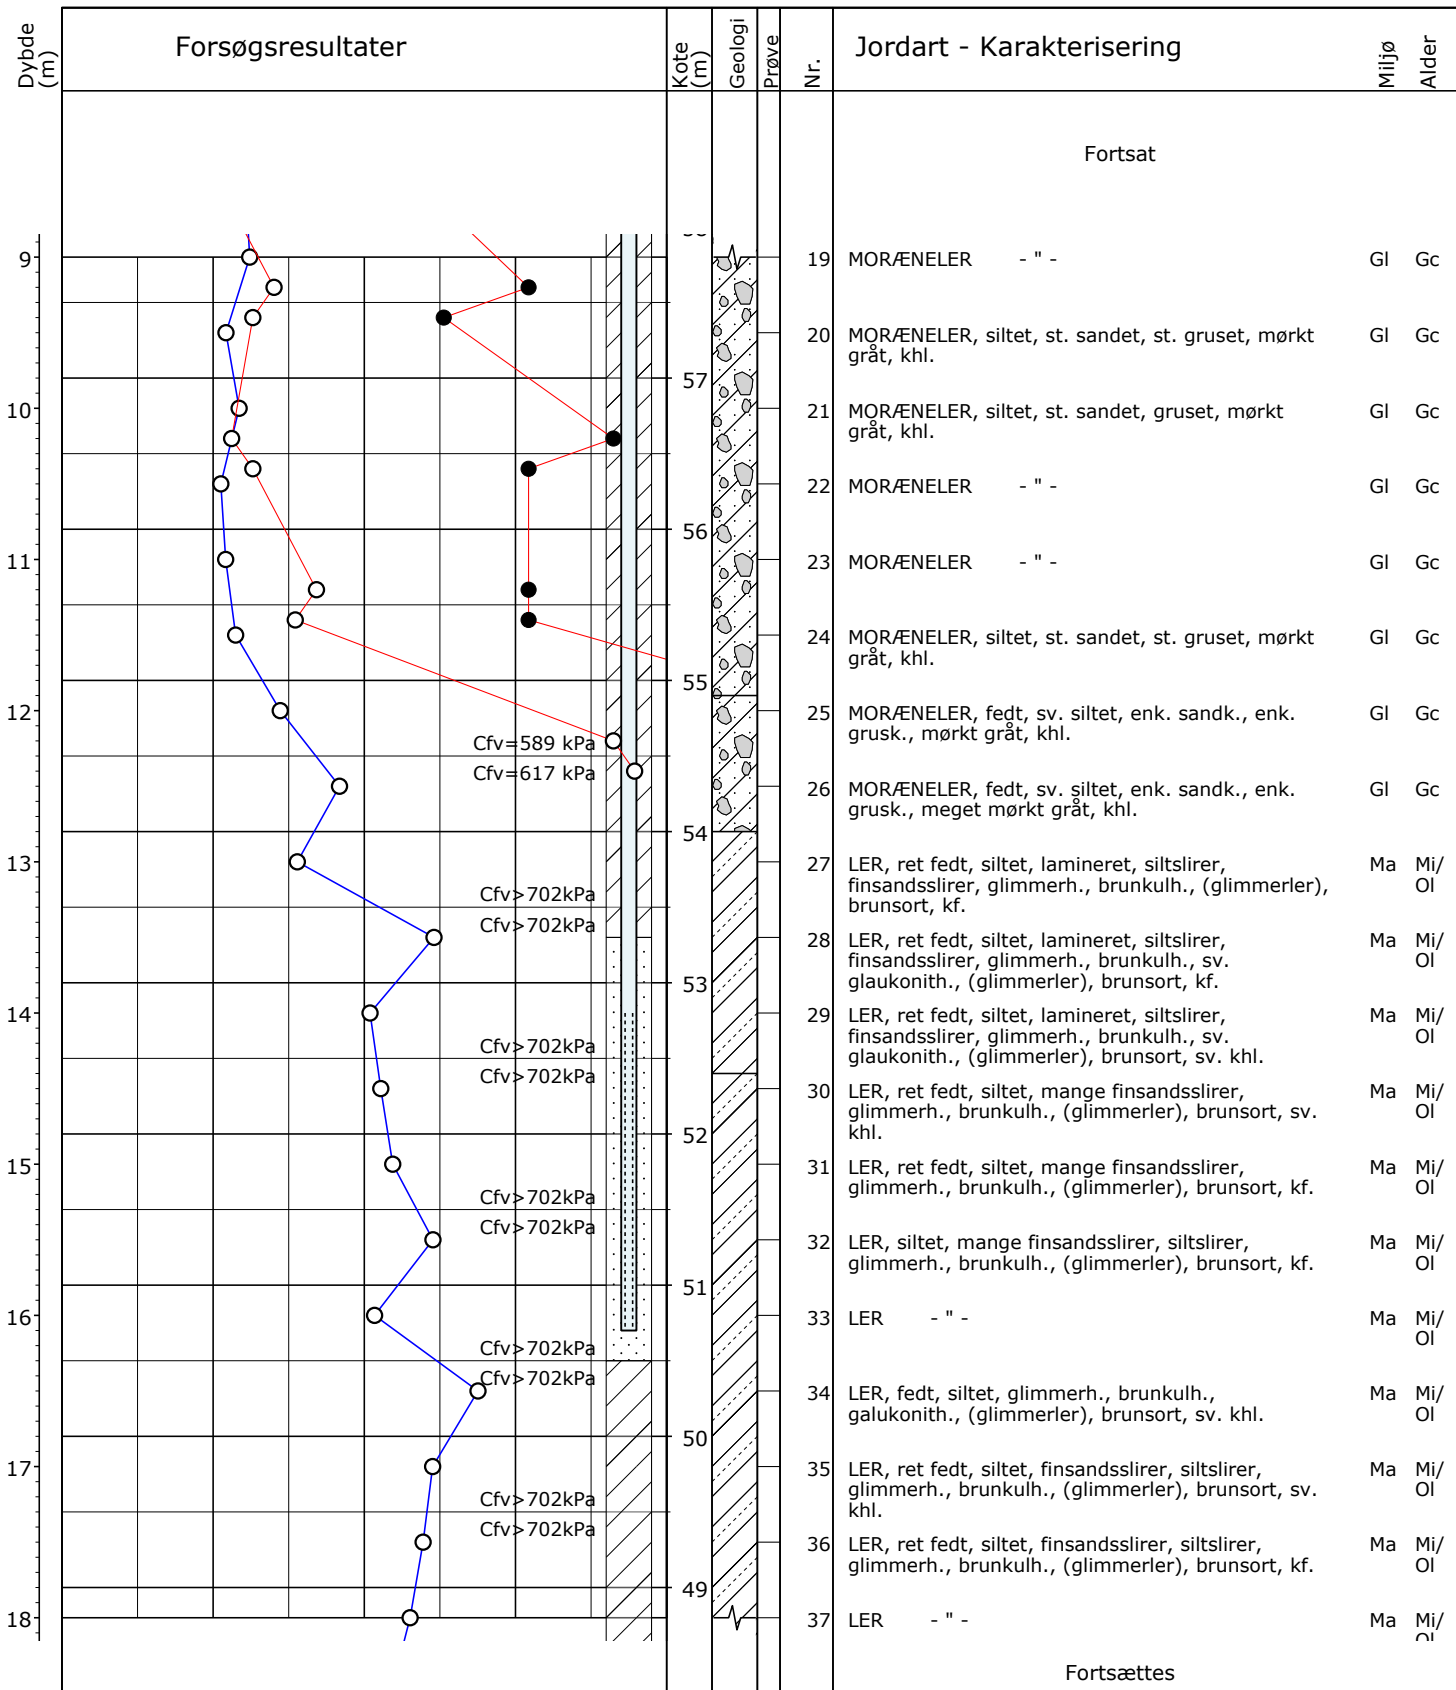 Dybde (m)
Forsøgsresultater
Kote (m)
Geologi
Prøve
Nr.
Jordart - Karakterisering
Miljø
Alder
Fortsat
9 19 MORÆNELER - " - Gl Gc
20 MORÆNELER, siltet, st. sandet, st. gruset, mørkt Gl Gc
gråt, khl.
57
10 21 MORÆNELER, siltet, st. sandet, gruset, mørkt Gl Gc
gråt, khl.
22 MORÆNELER - " - Gl Gc
56
11 23 MORÆNELER - " - Gl Gc
24 MORÆNELER, siltet, st. sandet, st. gruset, mørkt Gl Gc
gråt, khl.
55
12 25 MORÆNELER, fedt, sv. siltet, enk. sandk., enk. Gl Gc
grusk., mørkt gråt, khl.
Cfv=589 kPa
Cfv=617 kPa
26 MORÆNELER, fedt, sv. siltet, enk. sandk., enk. Gl Gc
grusk., meget mørkt gråt, khl.
54
13 27 LER, ret fedt, siltet, lamineret, siltslirer, Ma Mi/
finsandsslirer, glimmerh., brunkulh., (glimmerler), Ol
brunsort, kf.
Cfv>702kPa
Cfv>702kPa
28 LER, ret fedt, siltet, lamineret, siltslirer, Ma Mi/
finsandsslirer, glimmerh., brunkulh., sv. Ol
glaukonith., (glimmerler), brunsort, kf.
53
14 29 LER, ret fedt, siltet, lamineret, siltslirer, Ma Mi/
finsandsslirer, glimmerh., brunkulh., sv. Ol
glaukonith., (glimmerler), brunsort, sv. khl.
Cfv>702kPa
Cfv>702kPa
30 LER, ret fedt, siltet, mange finsandsslirer, Ma Mi/
glimmerh., brunkulh., (glimmerler), brunsort, sv. Ol
khl.
52
15 31 LER, ret fedt, siltet, mange finsandsslirer, Ma Mi/
glimmerh., brunkulh., (glimmerler), brunsort, kf. Ol
Cfv>702kPa
Cfv>702kPa
32 LER, siltet, mange finsandsslirer, siltslirer, Ma Mi/
glimmerh., brunkulh., (glimmerler), brunsort, kf. Ol
51
16 33 LER - " - Ma Mi/
Ol
Cfv>702kPa
Cfv>702kPa
34 LER, fedt, siltet, glimmerh., brunkulh., Ma Mi/
galukonith., (glimmerler), brunsort, sv. khl. Ol
50
17 35 LER, ret fedt, siltet, finsandsslirer, siltslirer, Ma Mi/
glimmerh., brunkulh., (glimmerler), brunsort, sv. Ol
khl.
Cfv>702kPa
Cfv>702kPa
36 LER, ret fedt, siltet, finsandsslirer, siltslirer, Ma Mi/
glimmerh., brunkulh., (glimmerler), brunsort, kf. Ol
49
18 37 LER - " - Ma Mi/
Ol
Fortsættes